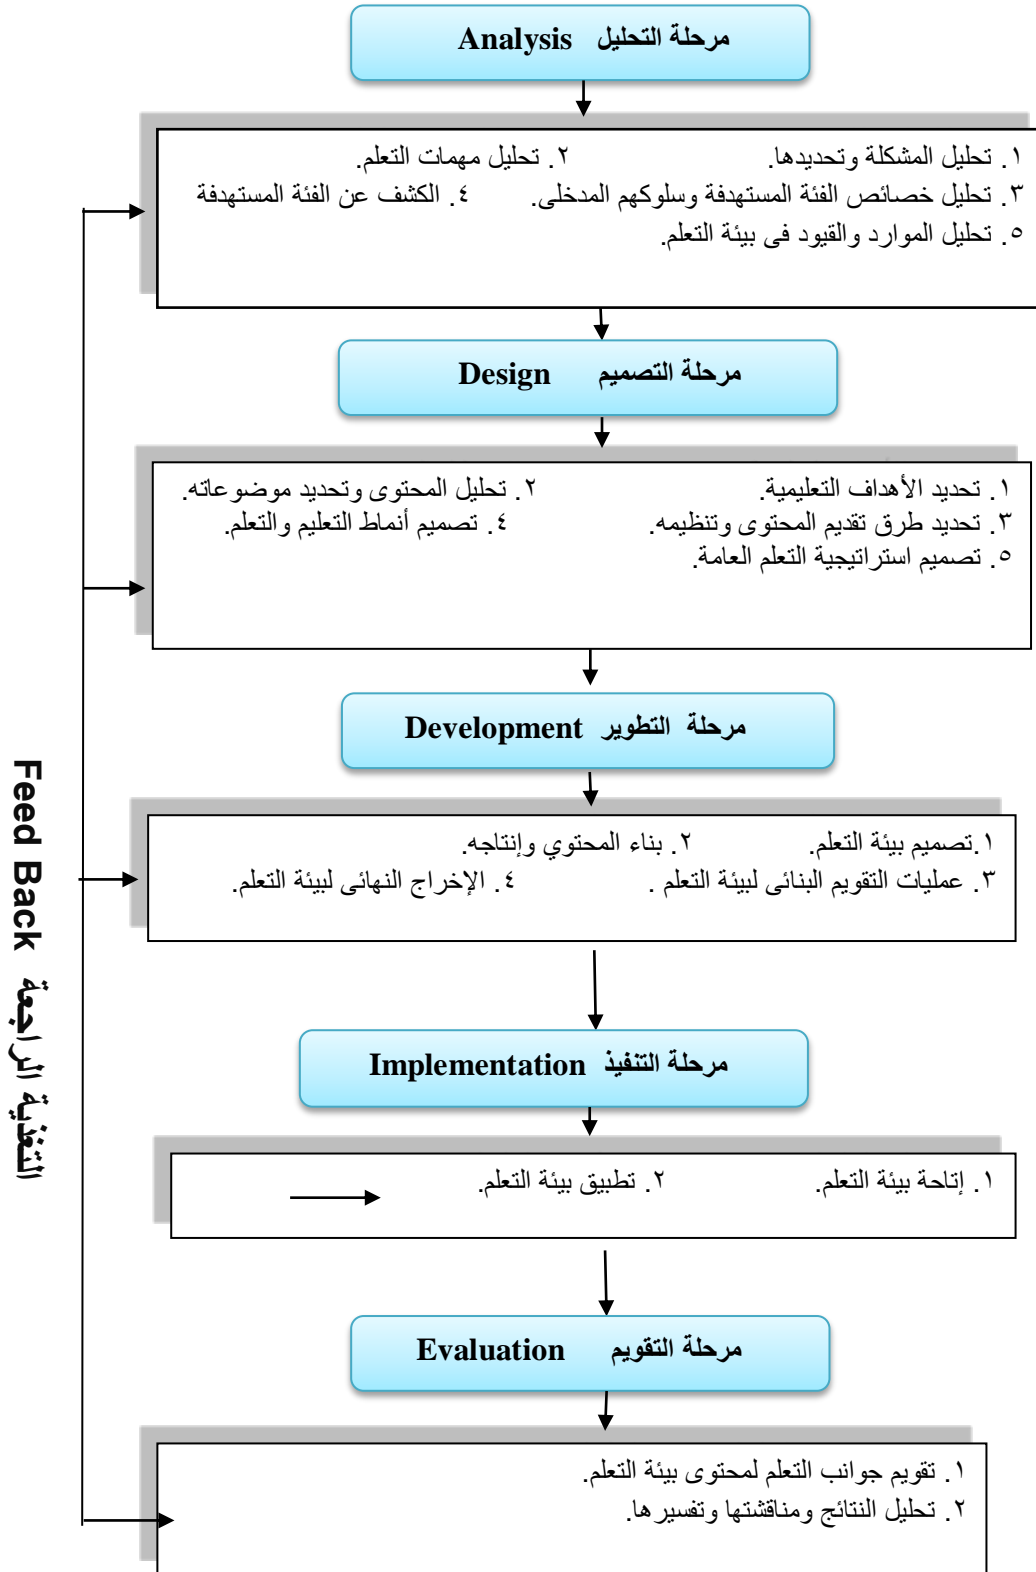 مرحلة التحليل Analysis
١. تحليل المشكلة وتحديدها. ٢. تحليل مهمات التعلم.
٣. تحليل خصائص الفئة المستهدفة وسلوكهم المدخلى. ٤. الكشف عن الفئة المستهدفة
٥. تحليل الموارد والقيود فى بيئة التعلم.
مرحلة التصميم Design
١. تحديد الأهداف التعليمية. ٢. تحليل المحتوى وتحديد موضوعاته.
٣. تحديد طرق تقديم المحتوى وتنظيمه. ٤. تصميم أنماط التعليم والتعلم.
٥. تصميم استراتيجية التعلم العامة.
مرحلة التطوير Development
١.تصميم بيئة التعلم. ٢. بناء المحتوي وإنتاجه.
٣. عمليات التقويم البنائى لبيئة التعلم . ٤. الإخراج النهائى لبيئة التعلم.
مرحلة التنفيذ Implementation
١. إتاحة بيئة التعلم. ٢. تطبيق بيئة التعلم.
مرحلة التقويم Evaluation
١. تقويم جوانب التعلم لمحتوى بيئة التعلم.
٢. تحليل النتائج ومناقشتها وتفسيرها.
Feed Back التغذية الراجعة